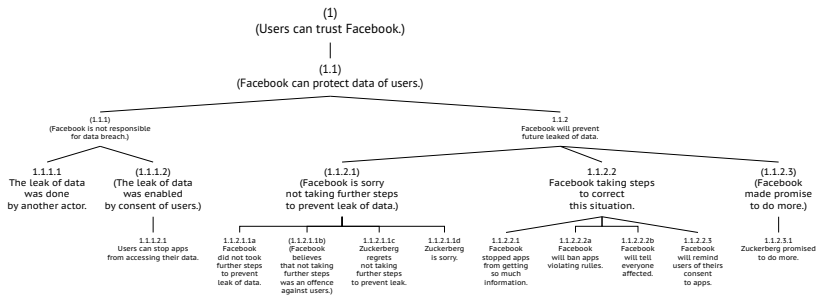 (1)
(Users can trust Facebook.)
(1.1)
(Facebook can protect data of users.)
(1.1.1)
(Facebook is not responsible
for data breach.)
1.1.2
Facebook will prevent
future leaked of data.
1.1.1.1
The leak of data
was done
by another actor.
(1.1.1.2)
(The leak of data
was enabled
by consent of users.)
(1.1.2.1)
(Facebook is sorry
not taking further steps
to prevent leak of data.)
1.1.2.2
Facebook taking steps
to correct
this situation.
(1.1.2.3)
(Facebook
made promise
to do more.)
1.1.1.2.1
Users can stop apps
from accessing their data.
1.1.2.1.1a
Facebook
did not took
further steps
to prevent
leak of data.
(1.1.2.1.1b)
(Facebook
believes
that not taking
further steps
was an offence
against users.)
1.1.2.1.1c
Zuckerberg
regrets
not taking
further steps
to prevent leak.
1.1.2.1.1d
Zuckerberg
is sorry.
1.1.2.2.1
Facebook
stopped apps
from getting
so much
information.
1.1.2.2.2a
Facebook
will ban apps
violating rulles.
1.1.2.2.2b
Facebook
will tell
everyone
affected.
1.1.2.2.3
Facebook
will remind
users of theirs
consent
to apps.
1.1.2.3.1
Zuckerberg promised
to do more.